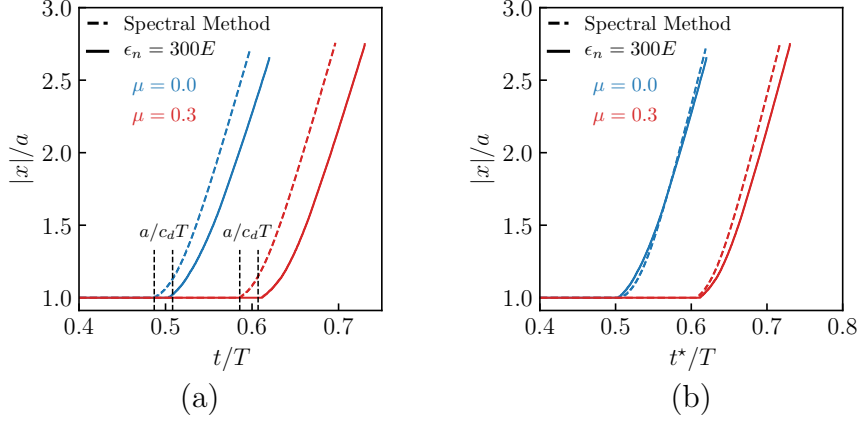 3.0
2.5
2.0
1.5
1.0
|x|/a
Spectral Method
ϵₙ = 300E
μ = 0.0
μ = 0.3
a/c_dT a/c_dT
0.4 0.5 0.6 0.7
t/T
(a)
3.0
2.5
2.0
1.5
1.0
|x|/a
Spectral Method
ϵₙ = 300E
μ = 0.0
μ = 0.3
0.4 0.5 0.6 0.7 0.8
t⋆/T
(b)